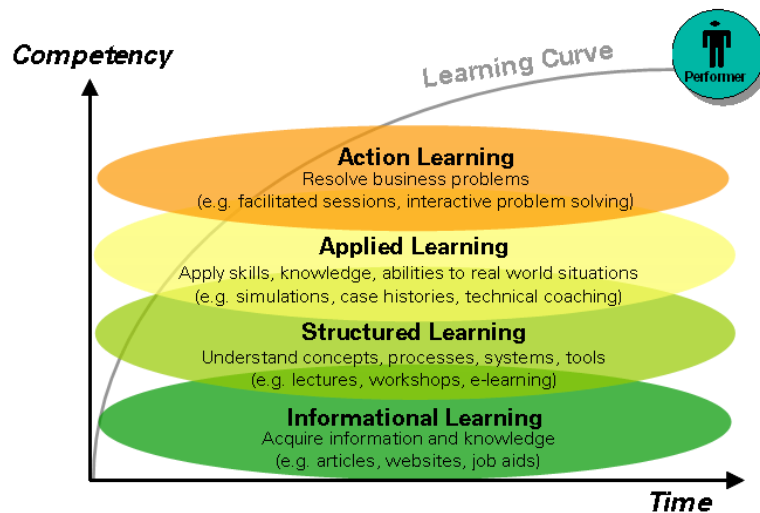 Competency
Learning Curve
Performer
Action Learning
Resolve business problems
(e.g. facilitated sessions, interactive problem solving)
Applied Learning
Apply skills, knowledge, abilities to real world situations
(e.g. simulations, case histories, technical coaching)
Structured Learning
Understand concepts, processes, systems, tools
(e.g. lectures, workshops, e-learning)
Informational Learning
Acquire information and knowledge
(e.g. articles, websites, job aids)
Time